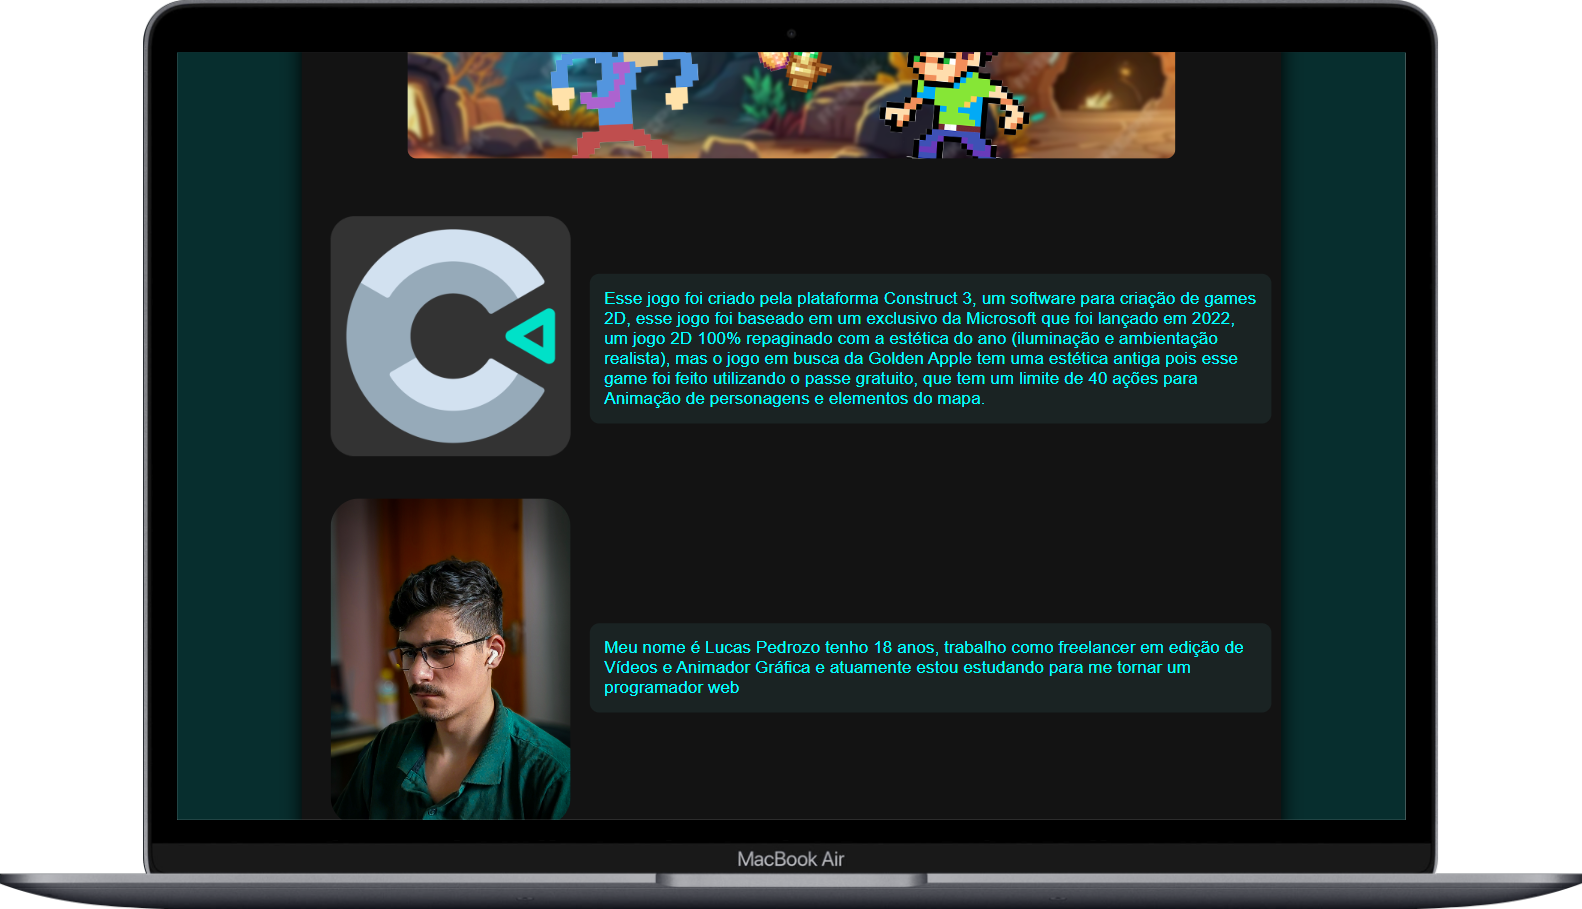 Esse jogo foi criado pela plataforma Construct 3, um software para criação de games
2D, esse jogo foi baseado em um exclusivo da Microsoft que foi lançado em 2022,
um jogo 2D 100% repaginado com a estética do ano (iluminação e ambientação
realista), mas o jogo em busca da Golden Apple tem uma estética antiga pois esse
game foi feito utilizando o passe gratuito, que tem um limite de 40 ações para
Animação de personagens e elementos do mapa.
Meu nome é Lucas Pedrozo tenho 18 anos, trabalho como freelancer em edição de
Vídeos e Animador Gráfica e atuamente estou estudando para me tornar um
programador web
MacBook Air